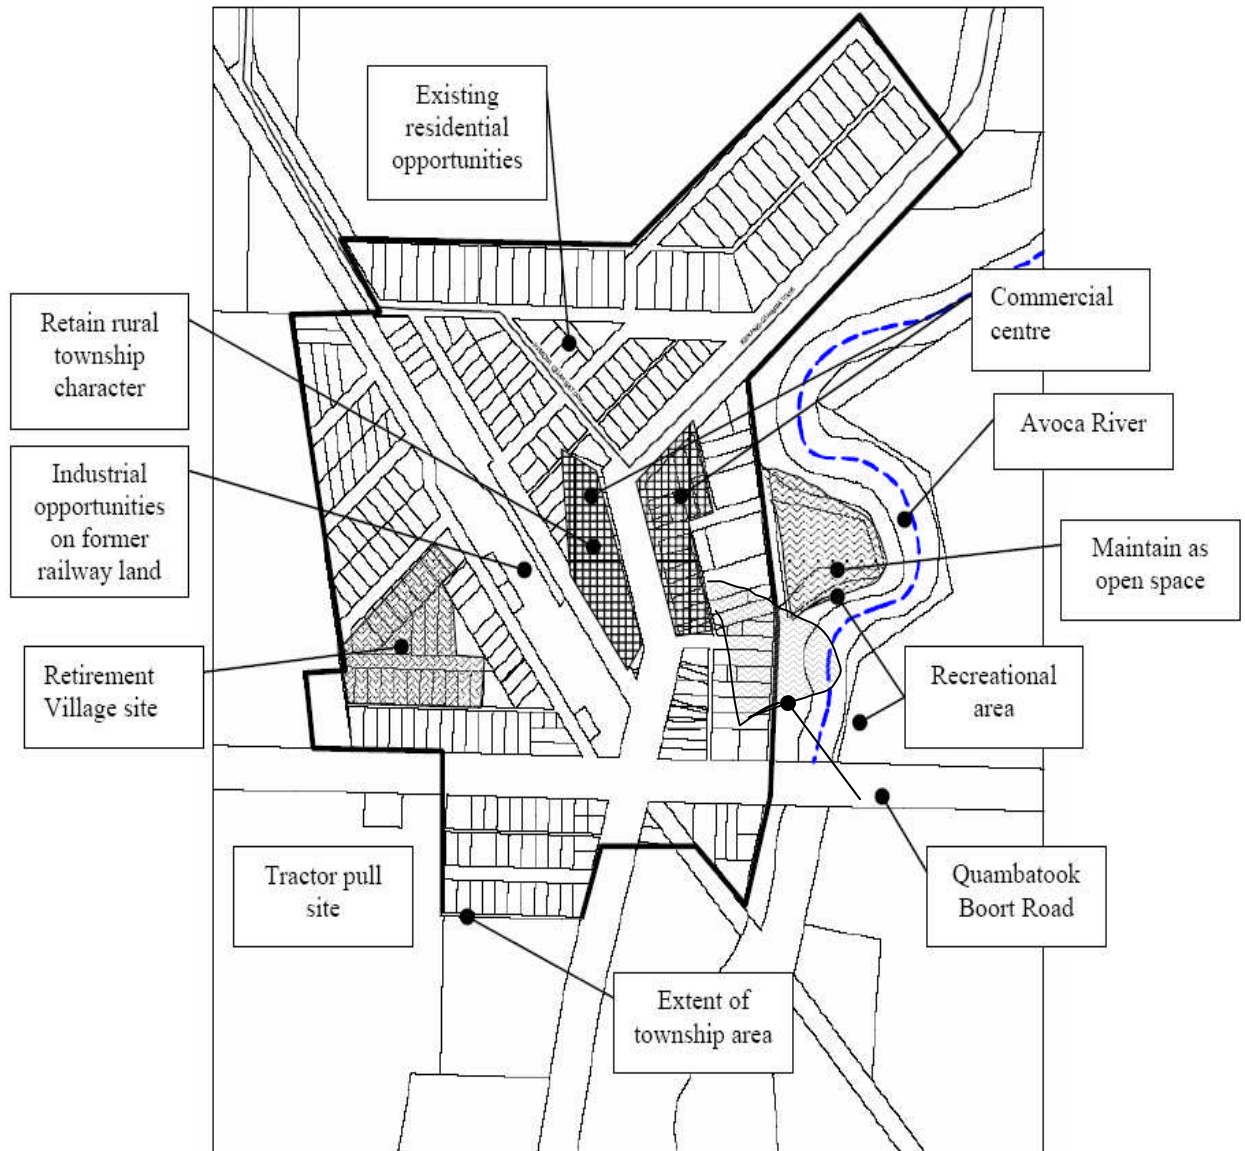 Existing
residential
opportunities
Commercial
centre
Retain rural
township
character
Avoca River
Industrial
opportunities
on former
railway land
Maintain as
open space
Retirement
Village site
Recreational
area
Tractor pull
site
Quambatook
Boort Road
Extent of
township area